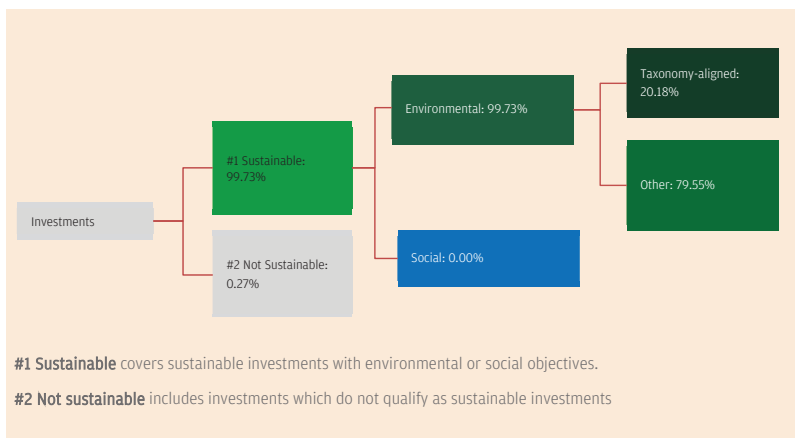 Taxonomy-aligned:
20.18%
Environmental: 99.73%
#1 Sustainable:
99.73%
Other: 79.55%
Investments
#2 Not Sustainable:
0.27%
Social: 0.00%
#1 Sustainable covers sustainable investments with environmental or social objectives.
#2 Not sustainable includes investments which do not qualify as sustainable investments